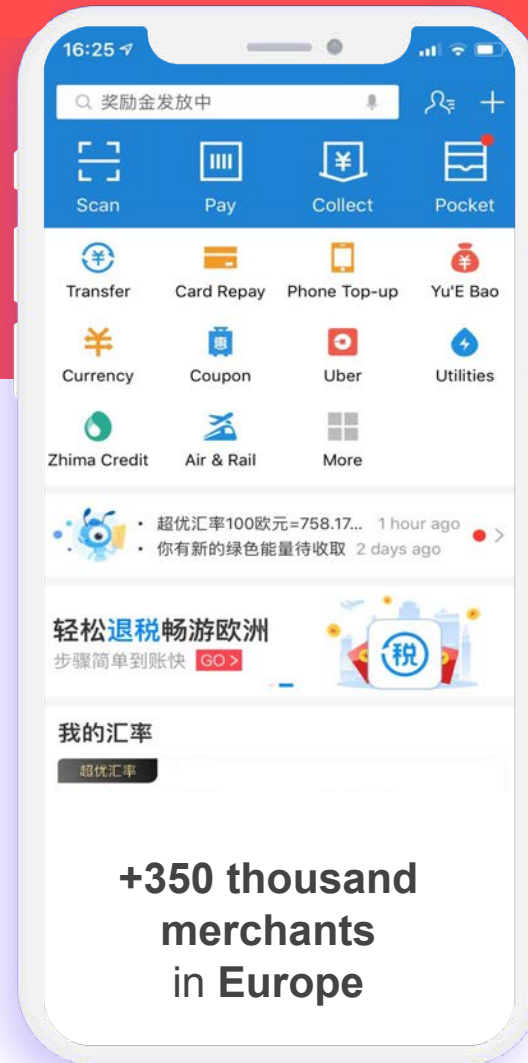 16:25
奖励金发放中
Scan Pay Collect Pocket
Transfer Card Repay Phone Top-up Yu'E Bao
惠
Currency Coupon Uber Utilities
Zhima Credit Air & Rail More
· 超优汇率100欧元=758.17... 1 hour ago
· 你有新的绿色能量待收取 2 days ago
轻松退税畅游欧洲
步骤简单到账快 GO >
税
我的汇率
超优汇率
+350 thousand
merchants
in Europe